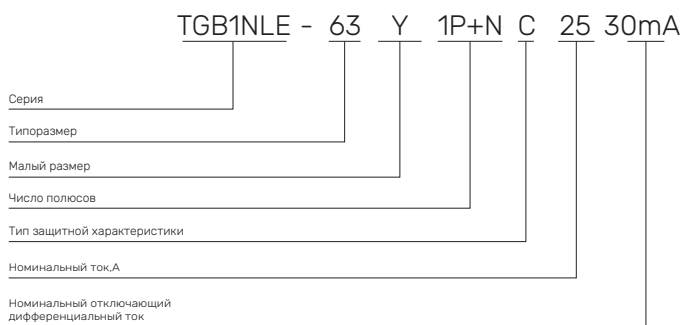 TGB1NLE - 63 Y 1P+N C 25 30mA
Серия
Типоразмер
Малый размер
Число полюсов
Тип защитной характеристики
Номинальный ток,А
Номинальный отключающий
дифференциальный ток